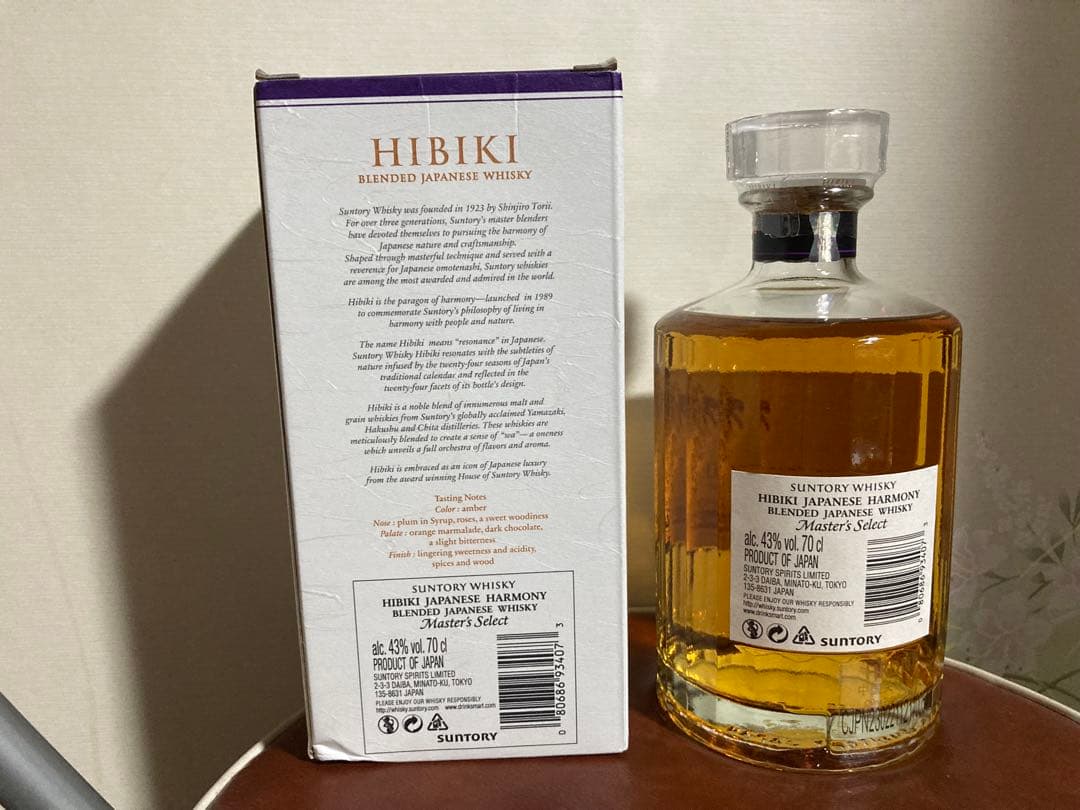 HIBIKI
BLENDED JAPANESE WHISKY
Suntory Whisky was founded in 1923 by Shinjiro Torii.
For over three generations, Suntory's master blenders
have devoted themselves to pursuing the harmony of
Japanese nature and craftsmanship.
Shaped through masterful technique and served with a
reverence for Japanese omotenashi, Suntory whiskies
are among the most awarded and admired in the world.
Hibiki is the paragon of harmony—launched in 1989
to commemorate Suntory's philosophy of living in
harmony with people and nature.
The name Hibiki means "resonance" in Japanese.
Suntory Whisky Hibiki resonates with the subtleties of
nature infused by the twenty-four seasons of Japan's
traditional calendar and reflected in the
twenty-four facets of its bottle's design.
Hibiki is a noble blend of innumerous malt and
grain whiskies from Suntory's globally acclaimed Yamazaki,
Hakushu and Chita distilleries. These whiskies are
meticulously blended to create a sense of "wa"—a oneness
which unveils a full orchestra of flavors and aroma.
Hibiki is embraced as an icon of Japanese luxury
from the award winning House of Suntory Whisky.
Tasting Notes
Color : amber
Nose : plum in Syrup, roses, a sweet woodiness
Palate : orange marmalade, dark chocolate,
a slight bitterness
Finish : lingering sweetness and acidity,
spices and wood
SUNTORY WHISKY
HIBIKI JAPANESE HARMONY
BLENDED JAPANESE WHISKY
Master's Select
alc. 43% vol. 70 cl
PRODUCT OF JAPAN
SUNTORY SPIRITS LIMITED
2-3-3 DAIBA, MINATO-KU, TOKYO
135-8631 JAPAN
PLEASE ENJOY OUR WHISKY RESPONSIBLY
http://whisky.suntory.com www.drinksmart.com
SUNTORY
0 80686 93407 3
SUNTORY WHISKY
HIBIKI JAPANESE HARMONY
BLENDED JAPANESE WHISKY
Master's Select
alc. 43% vol. 70 cl
PRODUCT OF JAPAN
SUNTORY SPIRITS LIMITED
2-3-3 DAIBA, MINATO-KU, TOKYO
135-8631 JAPAN
PLEASE ENJOY OUR WHISKY RESPONSIBLY
http://whisky.suntory.com
www.drinksmart.com
SUNTORY
0 80686 93407 3